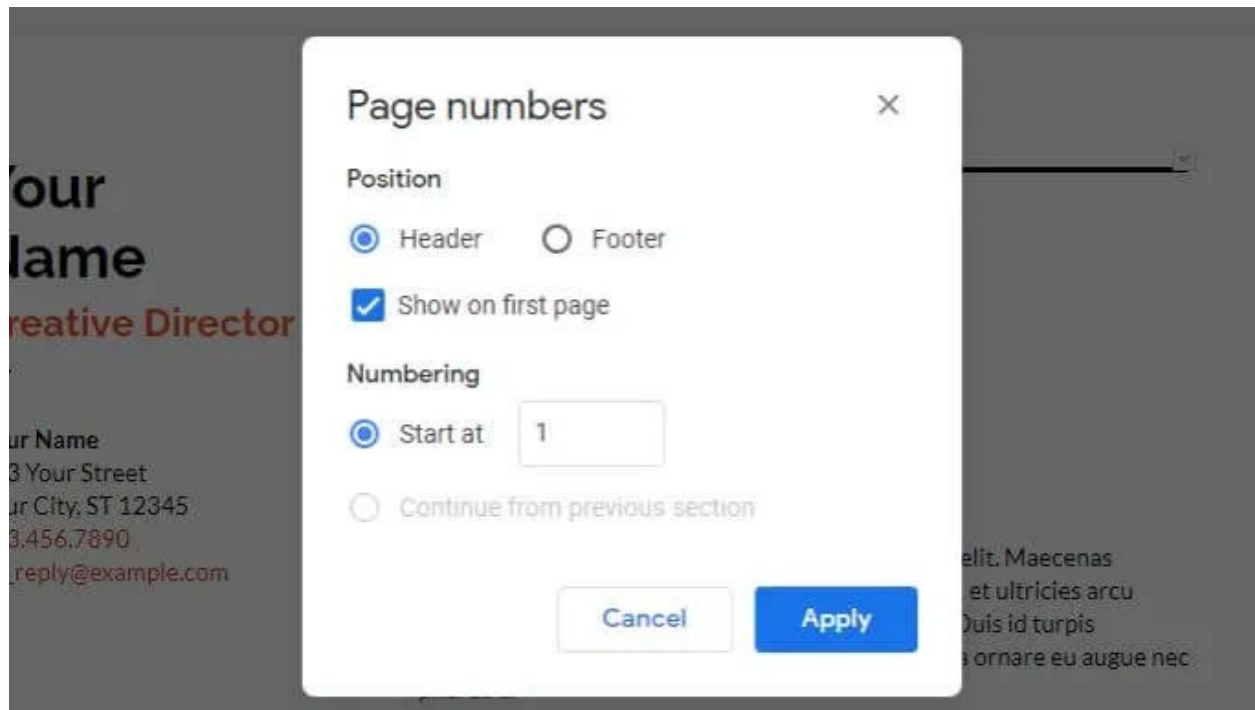 Page numbers
Position
Header Footer
Show on first page
Numbering
Start at 1
Continue from previous section
Cancel Apply
our
ame
reative Director
ur Name
3 Your Street
ur City, ST 12345
3.456.7890
_reply@example.com
elit. Maecenas
et ultricies arcu
Duis id turpis
ornare eu augue nec